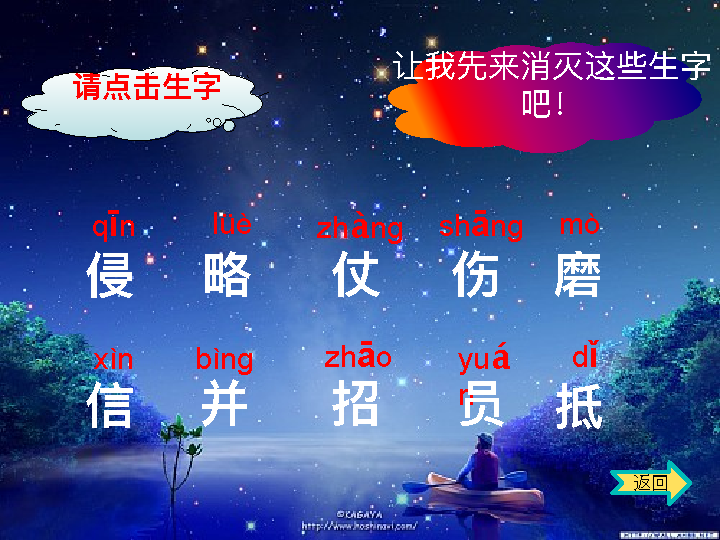 请点击生字
让我先来消灭这些生字
吧！
qīn lüè zhàng shāng mó
侵 略 仗 伤 磨
xìn bìng zhāo yuá
n
信 并 招 员 抵
dǐ
返回
©KAGAYA
http://www.hoshinavi.com/